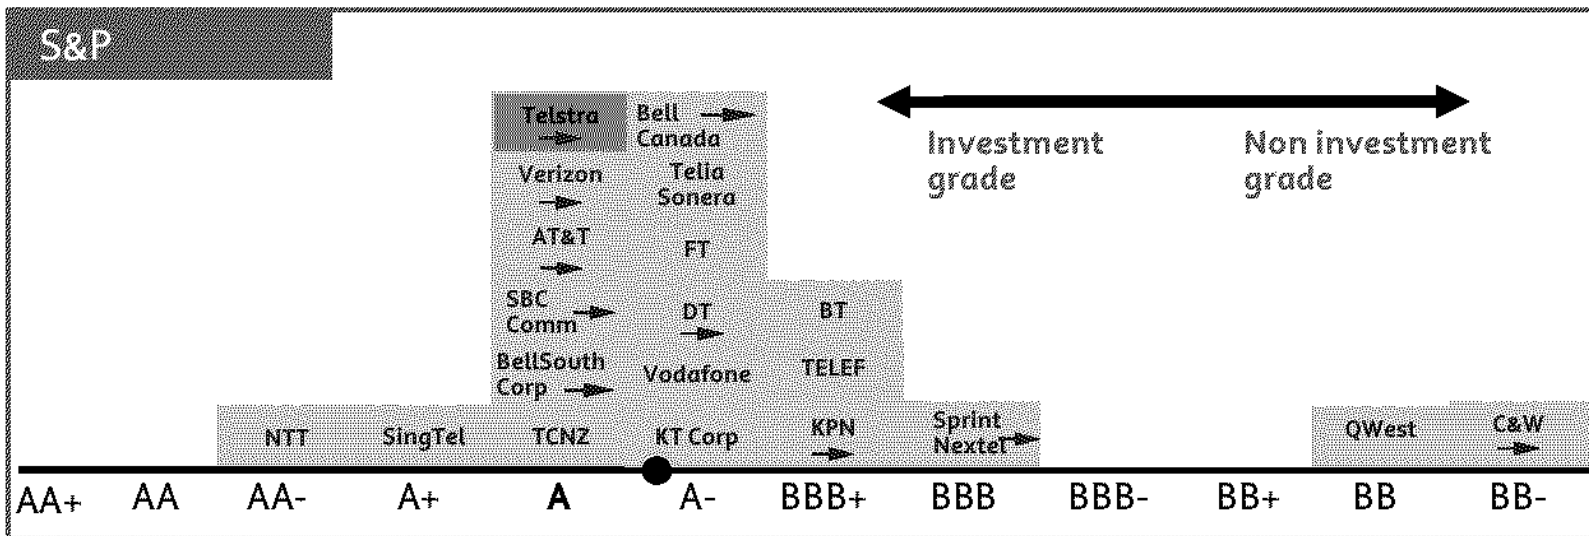 S&P
Telstra
Bell
Canada
Investment
grade
Non investment
grade
Verizon
Telia
Sonera
AT&T
FT
SBC
Comm
DT
BT
BellSouth
Corp
Vodafone
TELEF
NTT
SingTel
TCNZ
KT Corp
KPN
Sprint
Nextel
QWest
C&W
AA+ AA AA- A+ A A- BBB+ BBB BBB- BB+ BB BB-